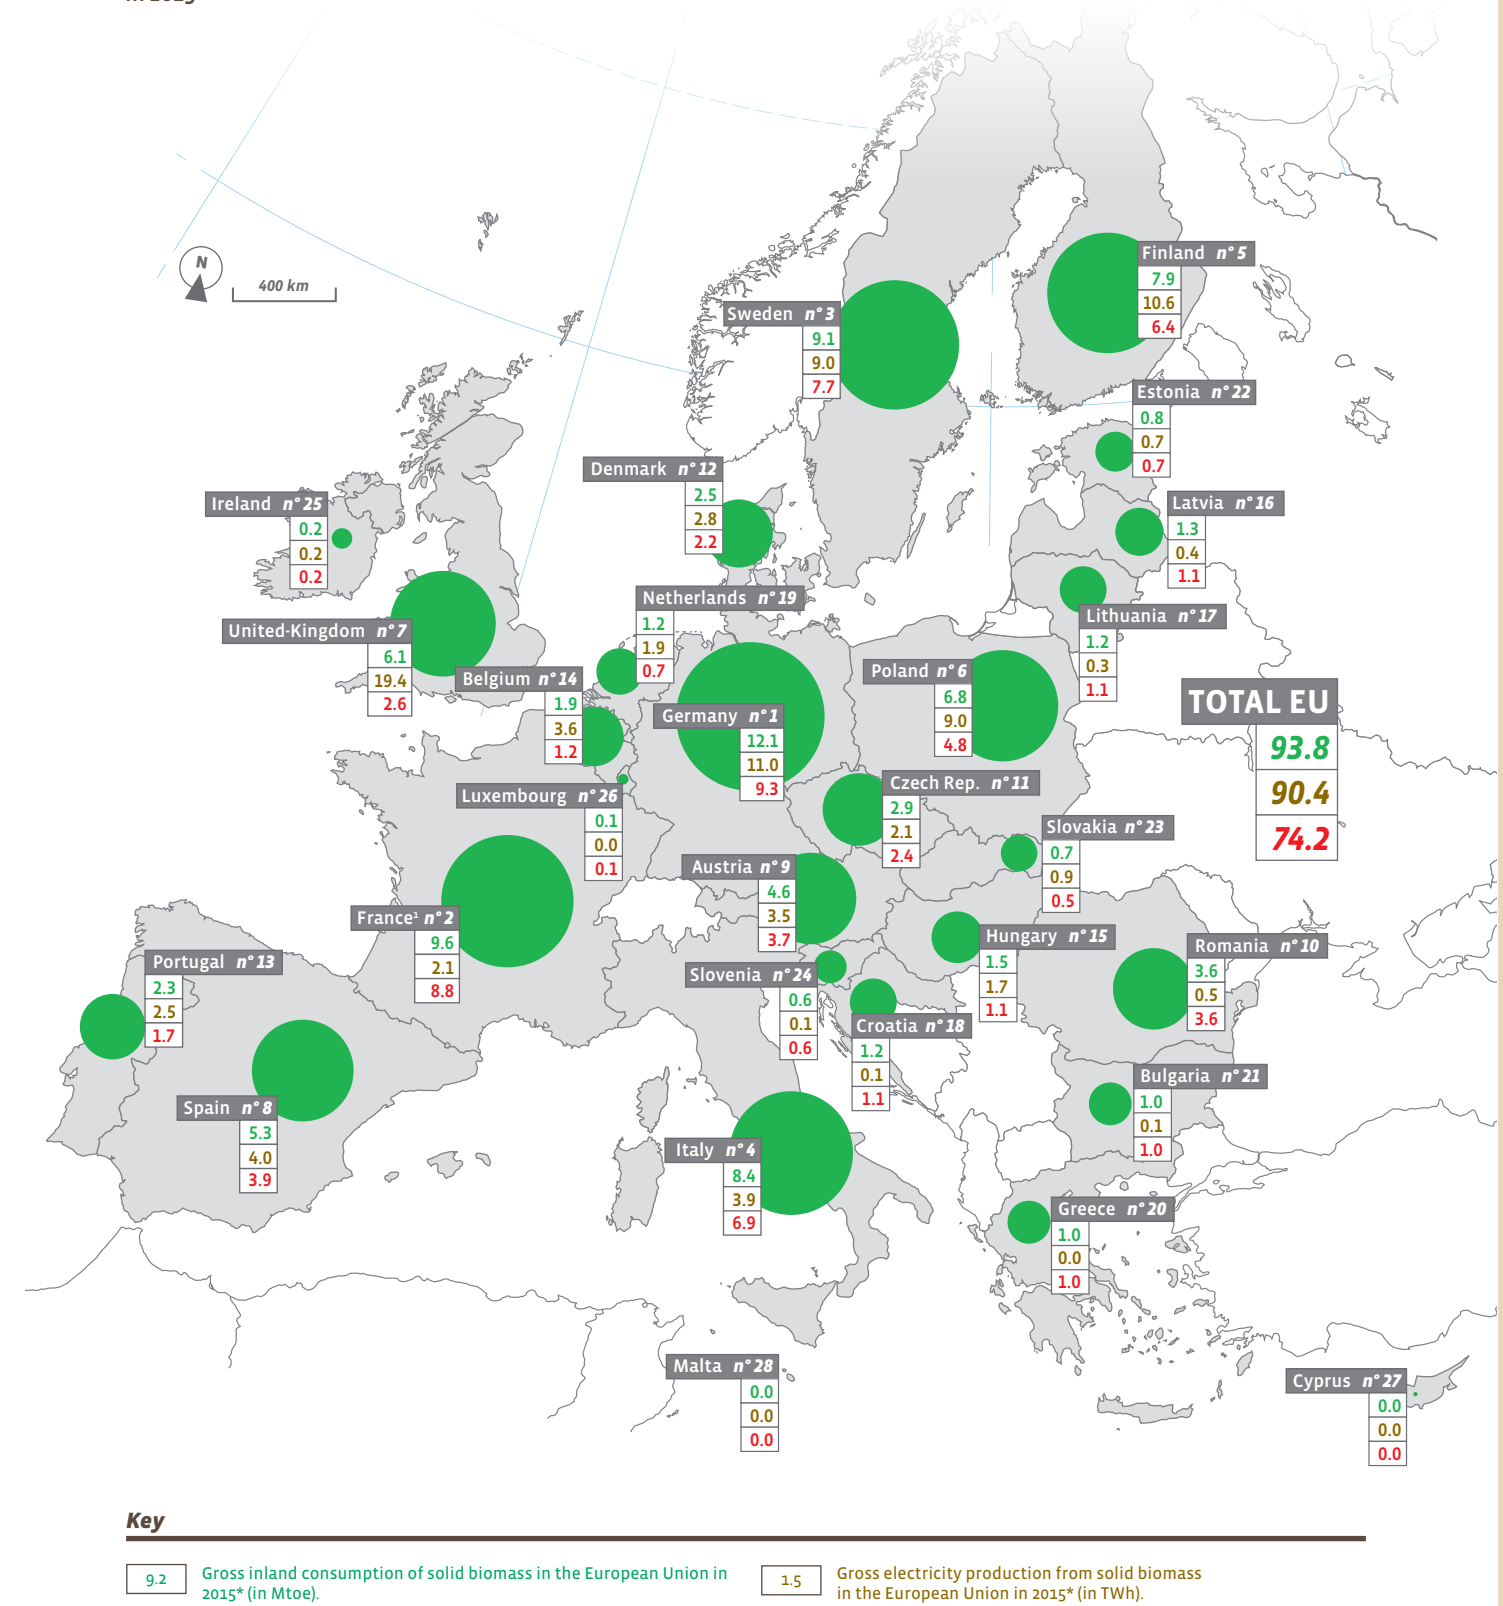 in 2015
N
400 km
Finland n° 5
7.9
10.6
6.4
Sweden n° 3
9.1
9.0
7.7
Estonia n° 22
0.8
0.7
0.7
Denmark n° 12
2.5
2.8
2.2
Ireland n° 25
0.2
0.2
0.2
Latvia n° 16
1.3
0.4
1.1
Netherlands n° 19
1.2
1.9
0.7
Lithuania n° 17
1.2
0.3
1.1
United-Kingdom n° 7
6.1
19.4
2.6
Belgium n° 14
1.9
3.6
1.2
Poland n° 6
6.8
9.0
4.8
Germany n° 1
12.1
11.0
9.3
TOTAL EU
93.8
90.4
74.2
Czech Rep. n° 11
2.9
2.1
2.4
Luxembourg n° 26
0.1
0.0
0.1
Slovakia n° 23
0.7
0.9
0.5
Austria n° 9
4.6
3.5
3.7
France¹ n° 2
9.6
2.1
8.8
Hungary n° 15
1.5
1.7
1.1
Romania n° 10
3.6
0.5
3.6
Portugal n° 13
2.3
2.5
1.7
Slovenia n° 24
0.6
0.1
0.6
Croatia n° 18
1.2
0.1
1.1
Bulgaria n° 21
1.0
0.1
1.0
Spain n° 8
5.3
4.0
3.9
Italy n° 4
8.4
3.9
6.9
Greece n° 20
1.0
0.0
1.0
Malta n° 28
0.0
0.0
0.0
Cyprus n° 27
0.0
0.0
0.0
Key
9.2
Gross inland consumption of solid biomass in the European Union in
2015* (in Mtoe).
1.5
Gross electricity production from solid biomass
in the European Union in 2015* (in TWh).